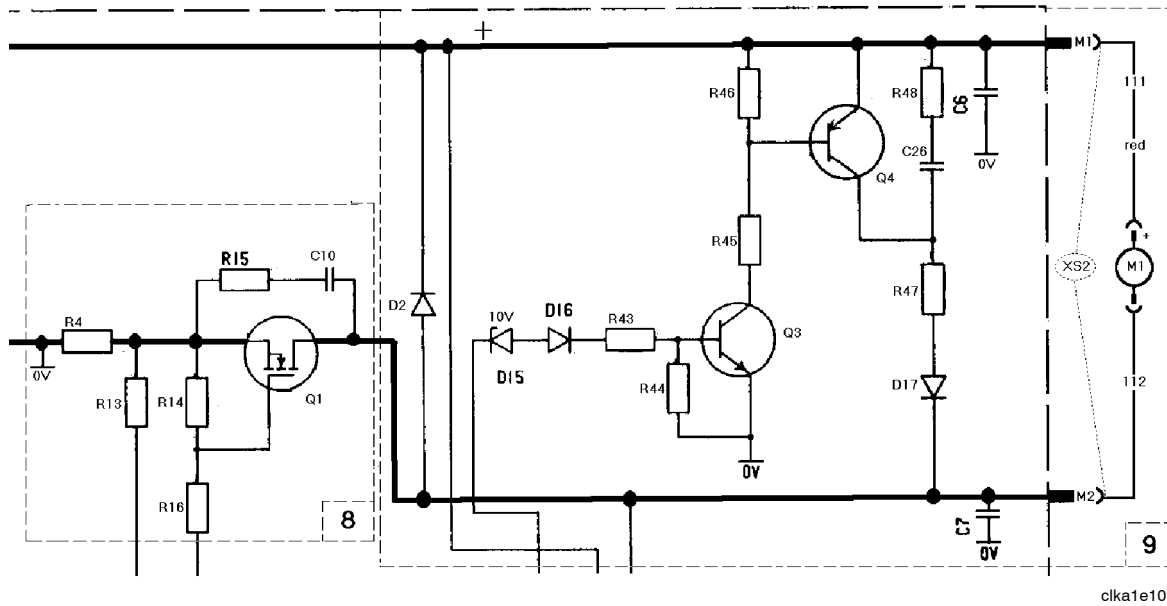 9
+
M1
R46
R48
C6
111
C26
0V
red
Q4
R15
C10
R45
R47
XS2
+
M1
D2
R4
10V
D16
R43
Q3
0V
D15
D17
R13
R14
Q1
R44
112
0V
R16
8
M2
C7
0V
9
clka1e10